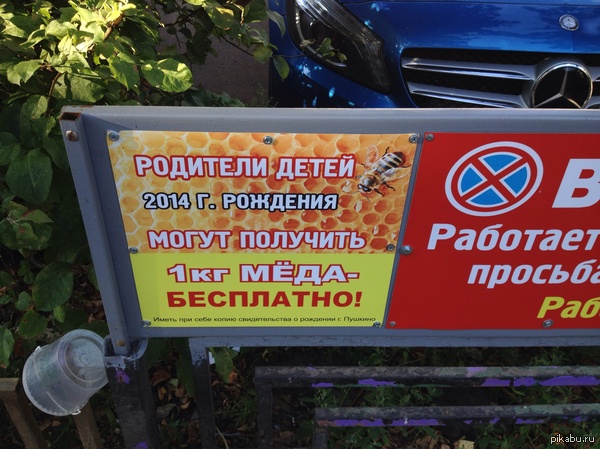 РОДИТЕЛИ ДЕТЕЙ
2014 Г. РОЖДЕНИЯ
МОГУТ ПОЛУЧИТЬ
1кг МЁДА-
БЕСПЛАТНО!
Иметь при себе копию свидетельства о рождении г. Пушкино
В
Работает
просьба
Раб
pikabu.ru